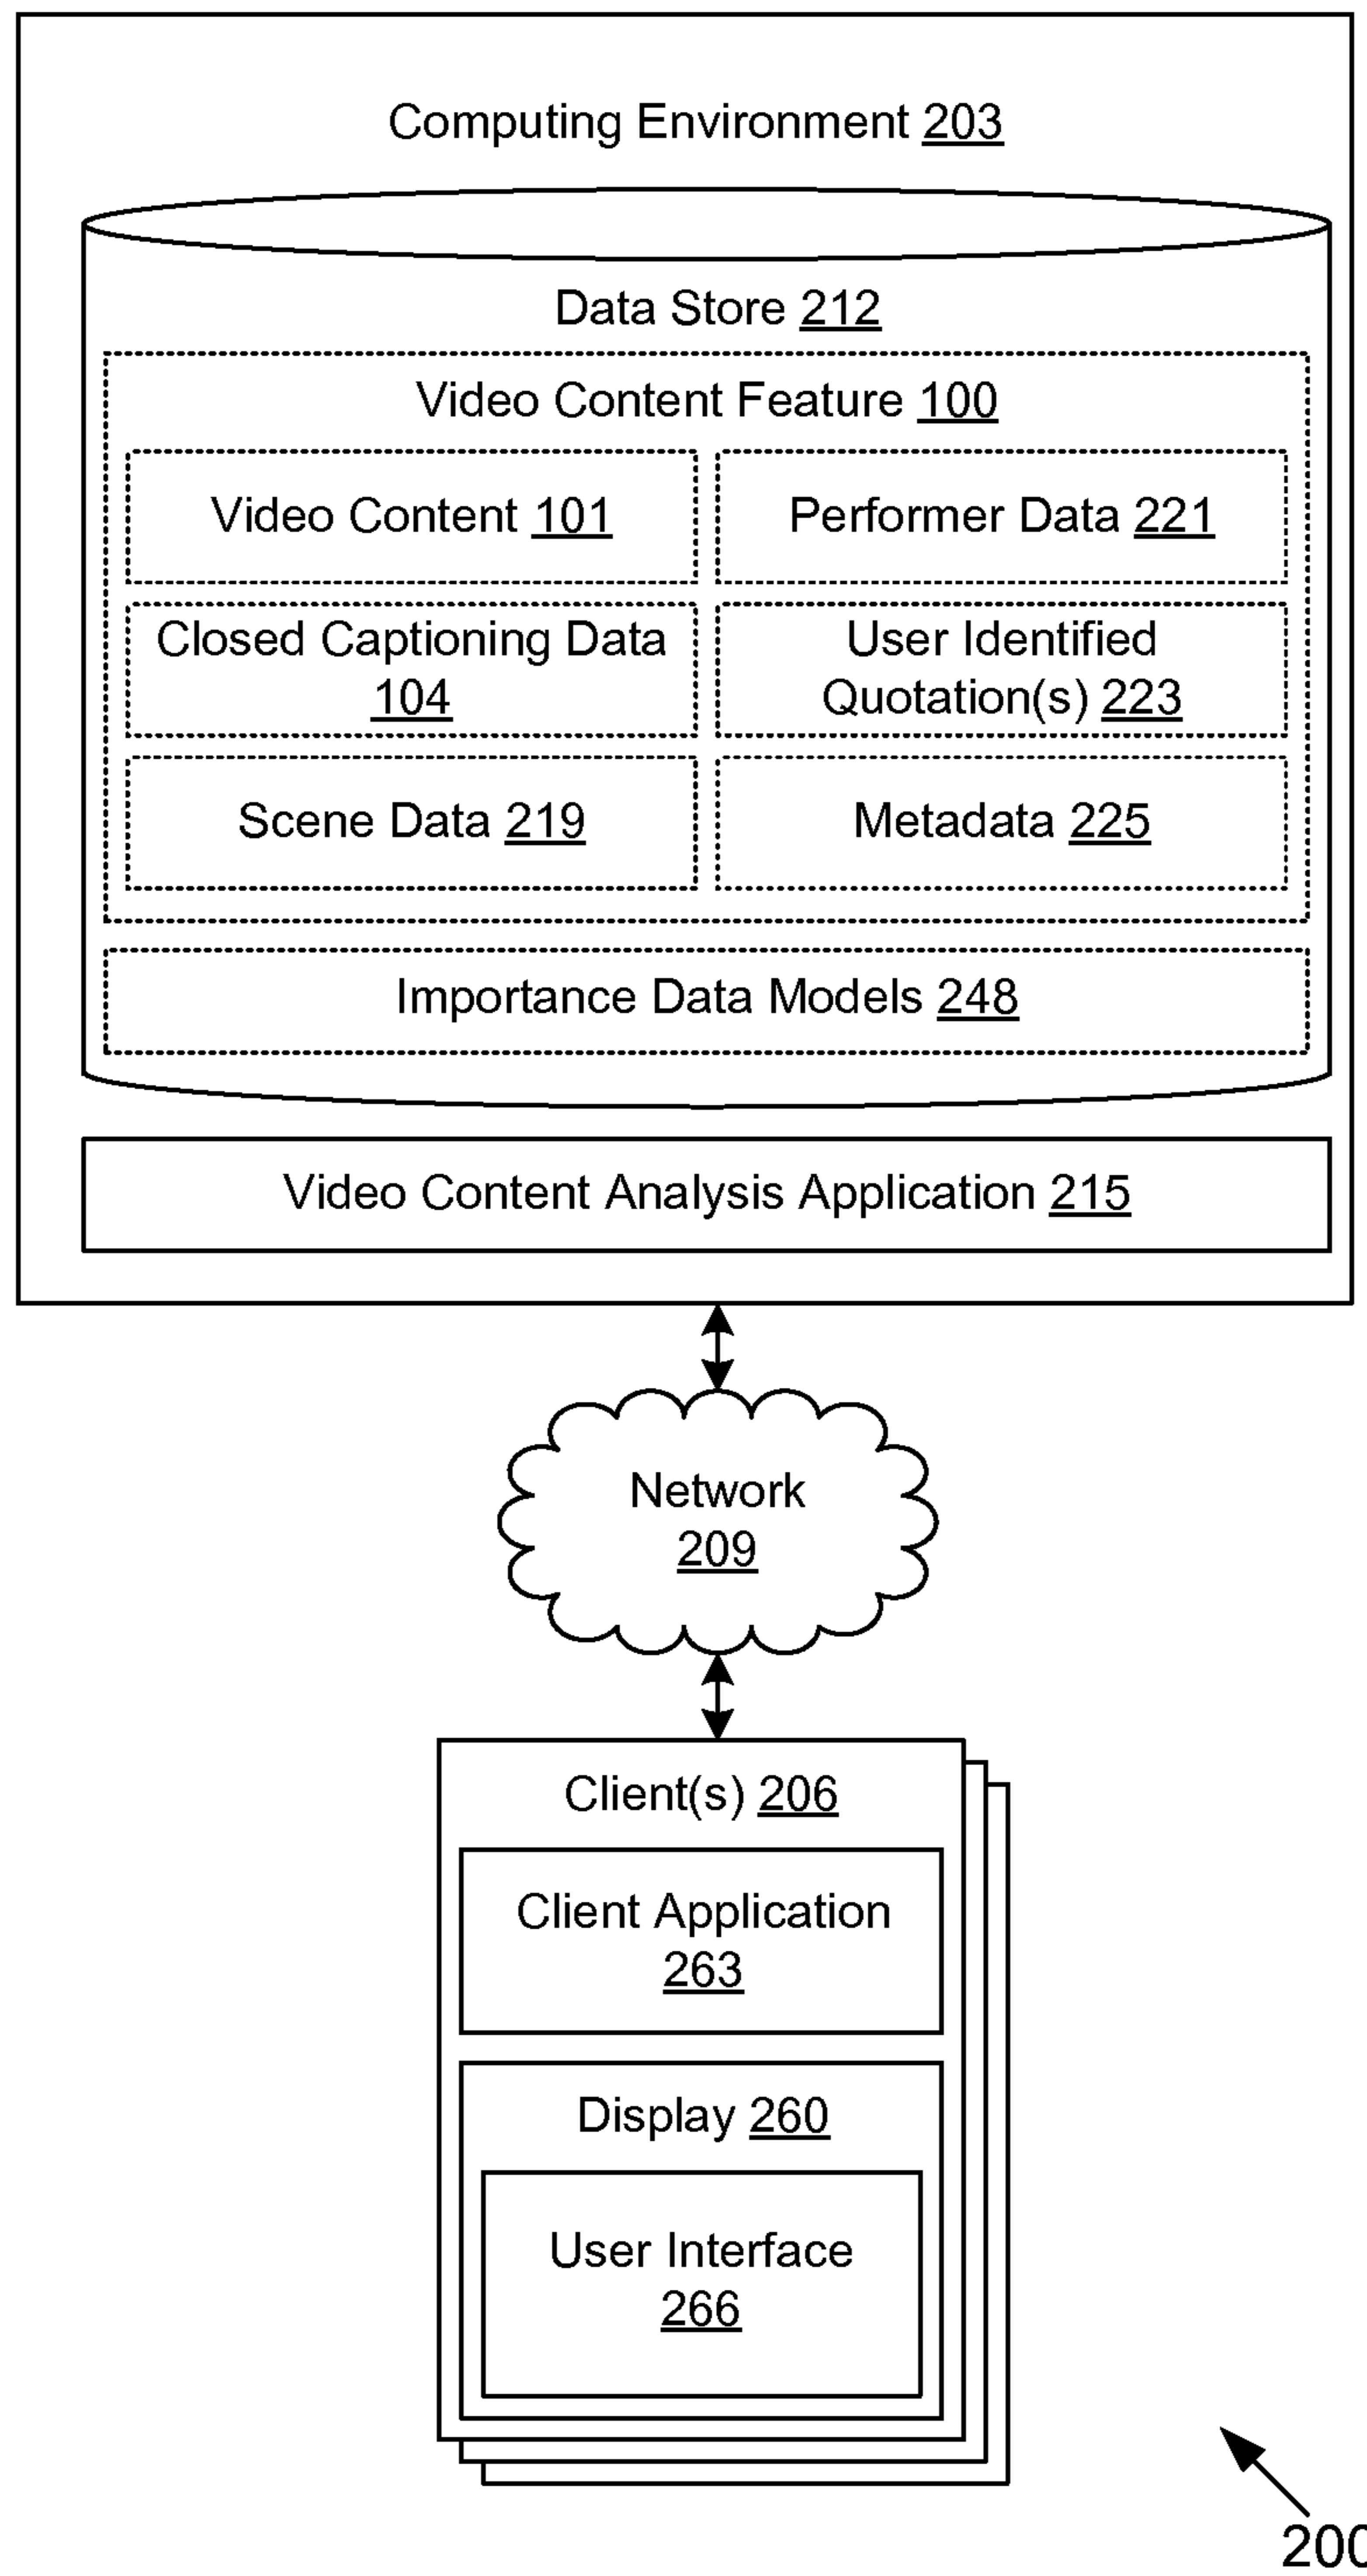 Computing Environment 203
Data Store 212
Video Content Feature 100
Video Content 101
Performer Data 221
Closed Captioning Data
104
User Identified
Quotation(s) 223
Scene Data 219
Metadata 225
Importance Data Models 248
Video Content Analysis Application 215
Network
209
Client(s) 206
Client Application
263
Display 260
User Interface
266
200